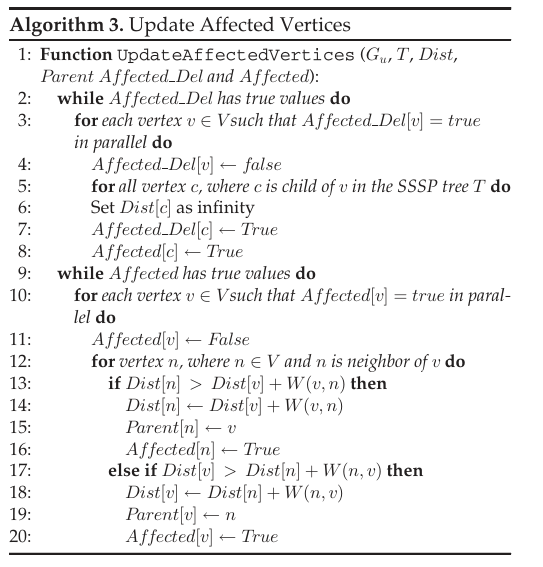 Algorithm 3. Update Affected Vertices
1: Function UpdateAffectedVertices (G_u, T, Dist,
Parent Affected_Del and Affected):
2: while Affected_Del has true values do
3: for each vertex v ∈ V such that Affected_Del[v] = true
in parallel do
4: Affected_Del[v] ← false
5: for all vertex c, where c is child of v in the SSSP tree T do
6: Set Dist[c] as infinity
7: Affected_Del[c] ← True
8: Affected[c] ← True
9: while Affected has true values do
10: for each vertex v ∈ V such that Affected[v] = true in paral-
lel do
11: Affected[v] ← False
12: for vertex n, where n ∈ V and n is neighbor of v do
13: if Dist[n] > Dist[v] + W(v, n) then
14: Dist[n] ← Dist[v] + W(v, n)
15: Parent[n] ← v
16: Affected[n] ← True
17: else if Dist[v] > Dist[n] + W(n, v) then
18: Dist[v] ← Dist[n] + W(n, v)
19: Parent[v] ← n
20: Affected[v] ← True